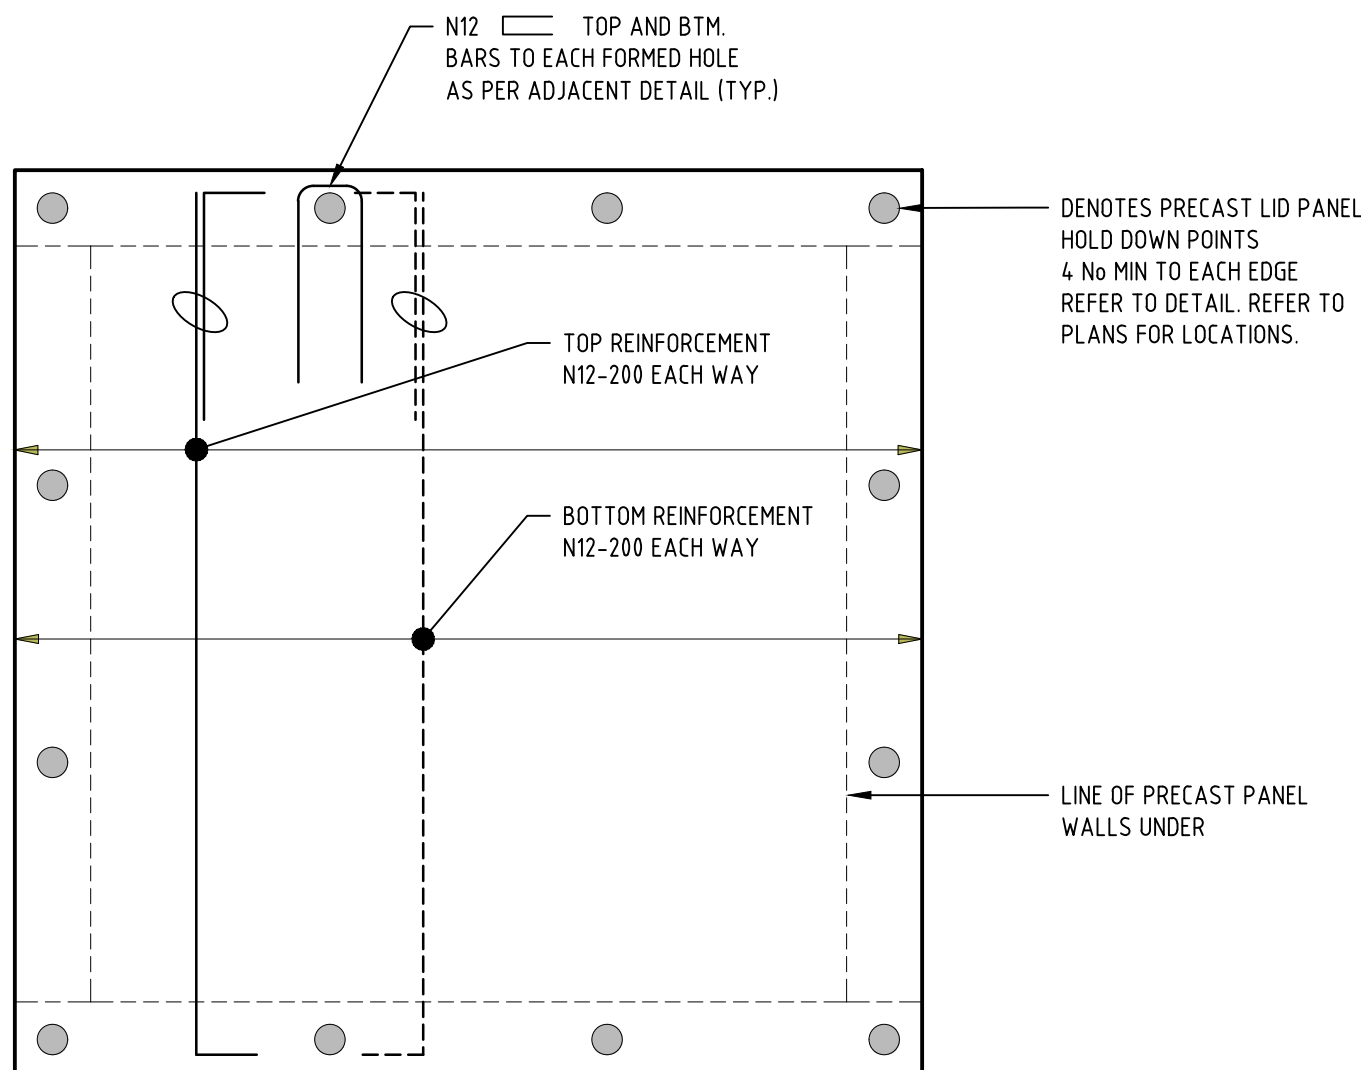 N12 TOP AND BTM.
BARS TO EACH FORMED HOLE
AS PER ADJACENT DETAIL (TYP.)
DENOTES PRECAST LID PANEL
HOLD DOWN POINTS
4 No MIN TO EACH EDGE
REFER TO DETAIL. REFER TO
PLANS FOR LOCATIONS.
TOP REINFORCEMENT
N12-200 EACH WAY
BOTTOM REINFORCEMENT
N12-200 EACH WAY
LINE OF PRECAST PANEL
WALLS UNDER